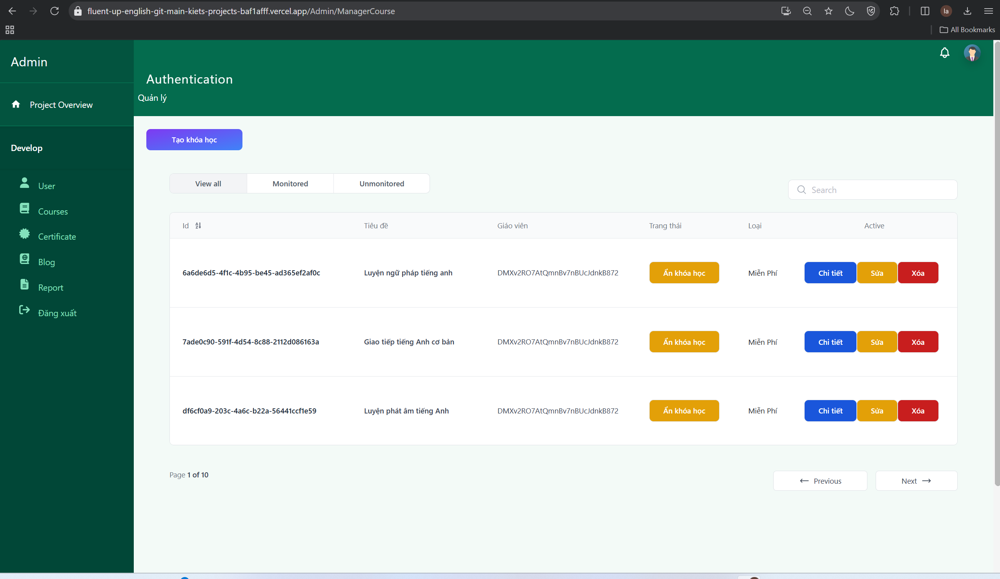 fluent-up-english-git-main-kiets-projects-baf1afff.vercel.app/Admin/ManagerCourse
la
All Bookmarks
Admin
Authentication
Quản lý
Project Overview
Tạo khóa học
Develop
View all Monitored Unmonitored
Search
User
Courses
Certificate
Blog
Report
Đăng xuất
Id Tiêu đề Giáo viên Trang thái Loại Active
6a6de6d5-4f1c-4b95-be45-ad365ef2af0c Luyện ngữ pháp tiếng anh DMXv2RO7AtQmnBv7nBUcJdnkB872 Ẩn khóa học Miễn Phí Chi tiết Sửa Xóa
7ade0c90-591f-4d54-8c88-2112d086163a Giao tiếp tiếng Anh cơ bản DMXv2RO7AtQmnBv7nBUcJdnkB872 Ẩn khóa học Miễn Phí Chi tiết Sửa Xóa
df6cf0a9-203c-4a6c-b22a-56441ccf1e59 Luyện phát âm tiếng Anh DMXv2RO7AtQmnBv7nBUcJdnkB872 Ẩn khóa học Miễn Phí Chi tiết Sửa Xóa
Page 1 of 10
Previous Next